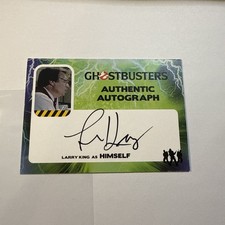 GHOSTBUSTERS
AUTHENTIC
AUTOGRAPH
LARRY KING AS HIMSELF